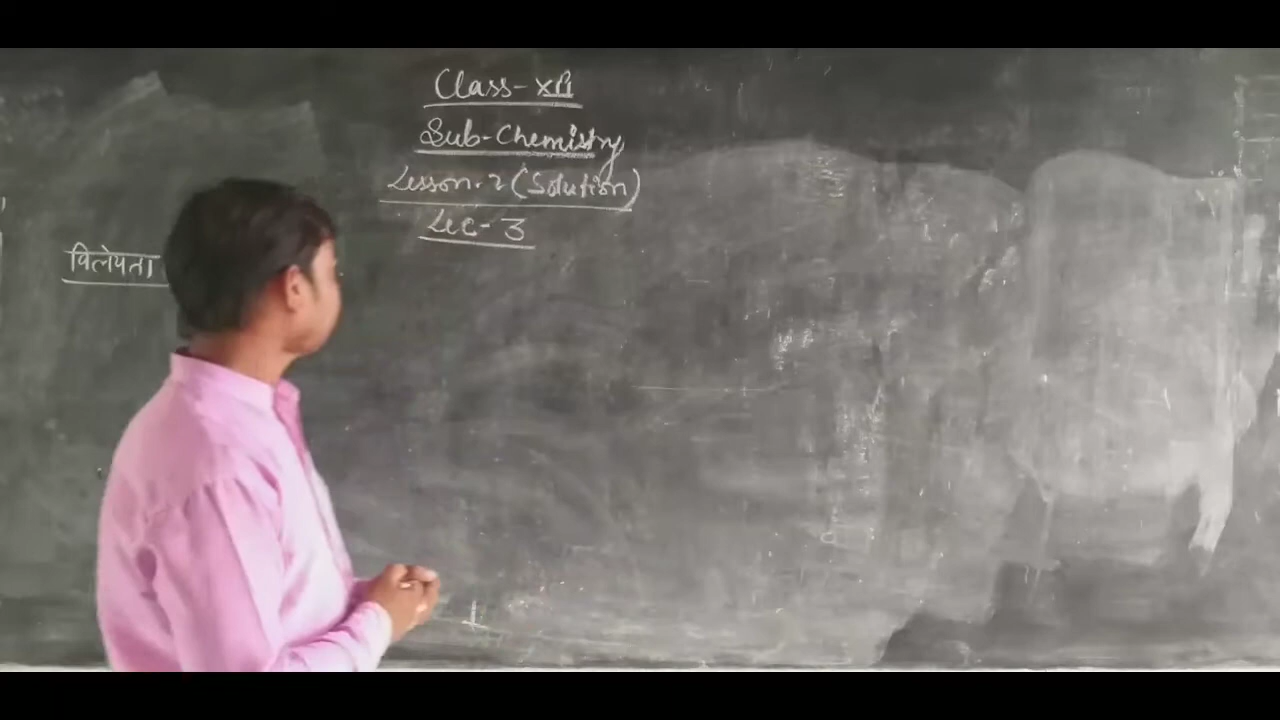 Class-XII
Sub-Chemistry
Lesson-2 (Solution)
Lec-3
विलेयता